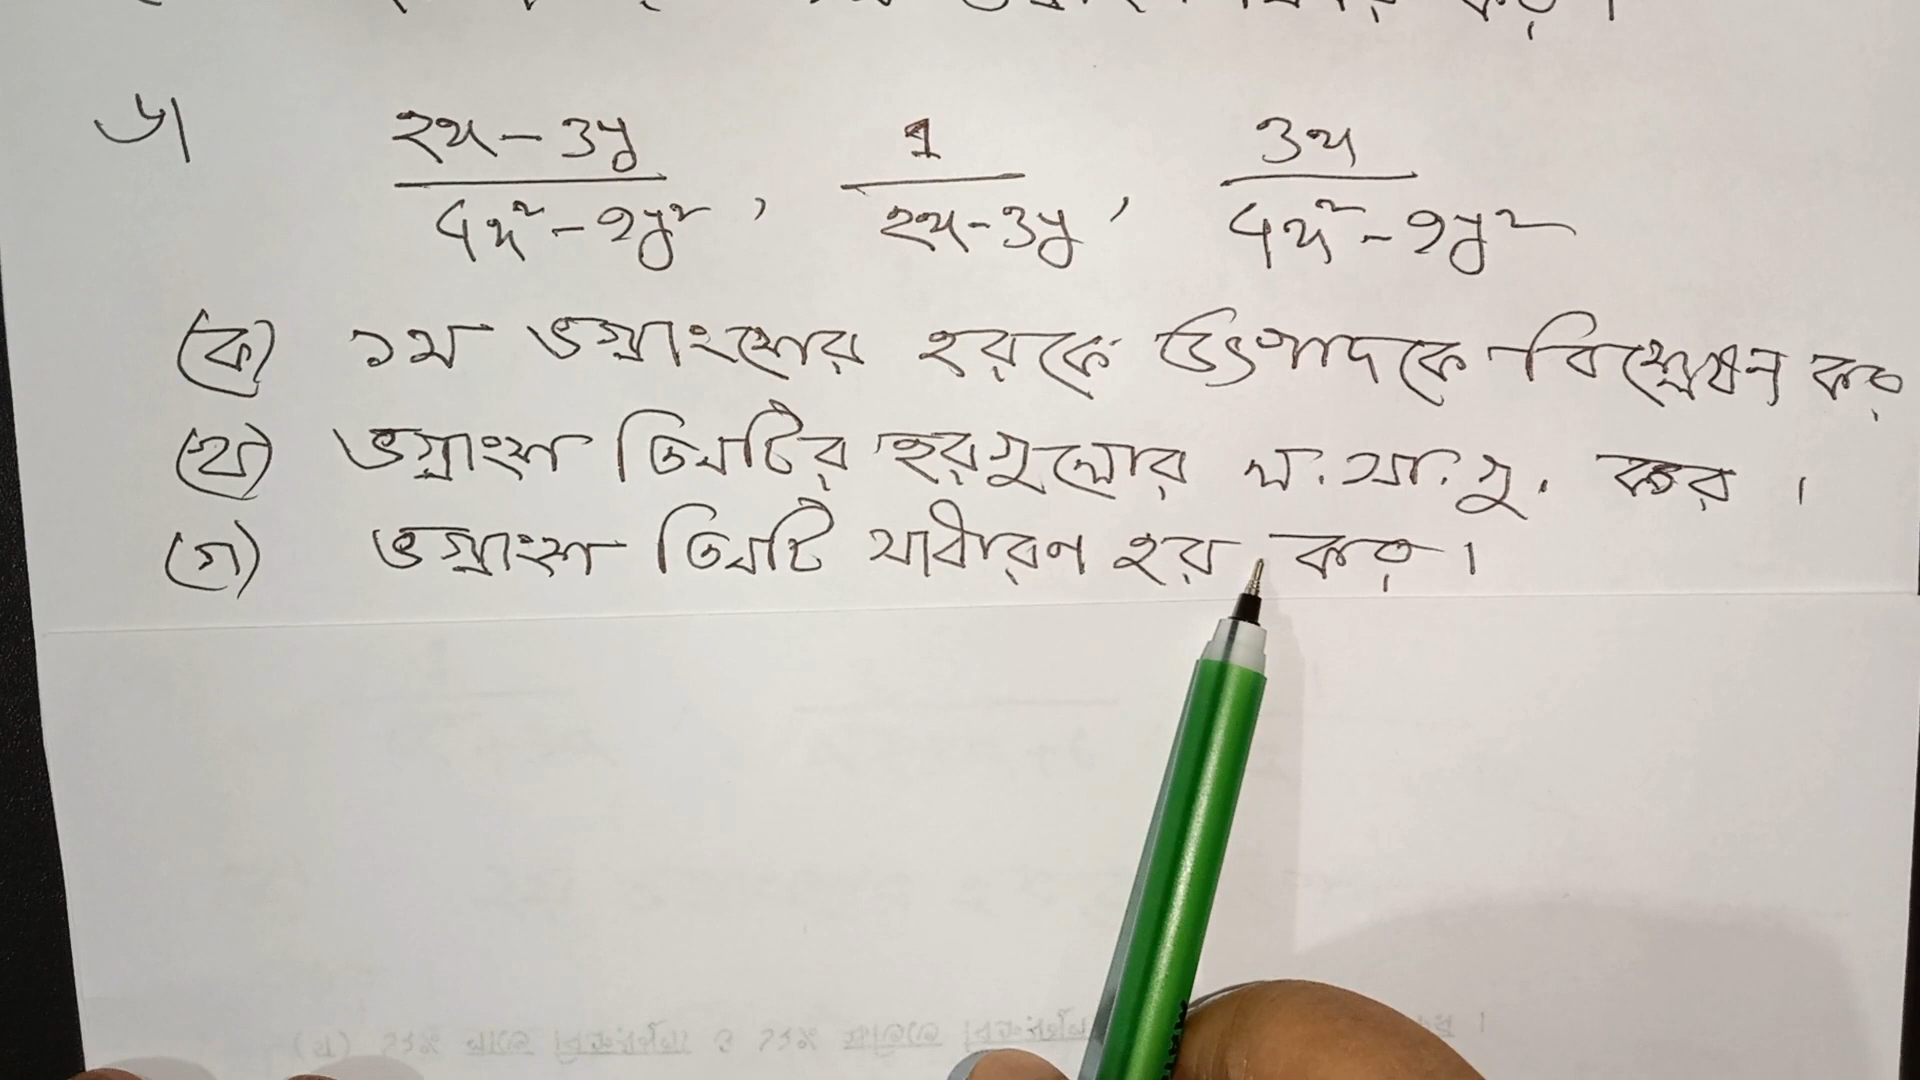 ৬। 2x - 3y / 4x² - 9y² , 1 / 2x - 3y , 3x / 4x² - 9y²
(ক) ১ম ভগ্নাংশের হরকে উৎপাদকে বিশ্লেষন কর
(খ) ভগ্নাংশ তিনটির হরগুলোর ল.সা.গু. কর ।
(গ) ভগ্নাংশ তিনটি সাধারণ হর কর ।